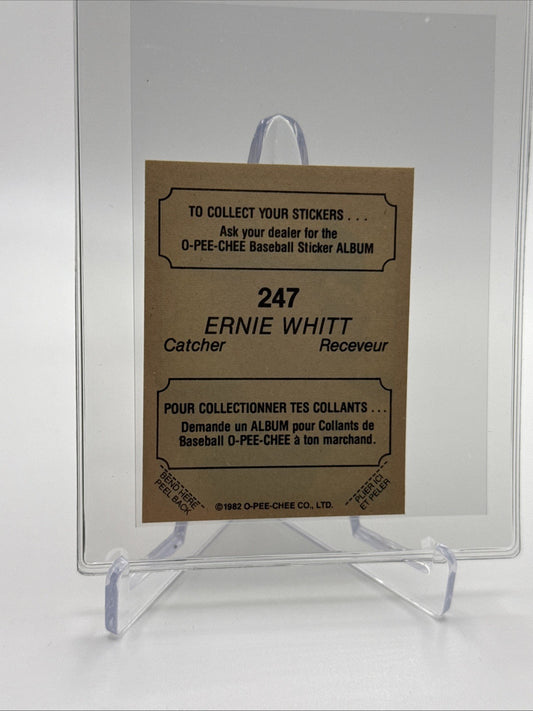 TO COLLECT YOUR STICKERS . . .
Ask your dealer for the
O-PEE-CHEE Baseball Sticker ALBUM
247
ERNIE WHITT
Catcher Receveur
POUR COLLECTIONNER TES COLLANTS . . .
Demande un ALBUM pour Collants de
Baseball O-PEE-CHEE à ton marchand.
BEND HERE
PEEL BACK
PLIER ICI
ET PELER
©1982 O-PEE-CHEE CO., LTD.